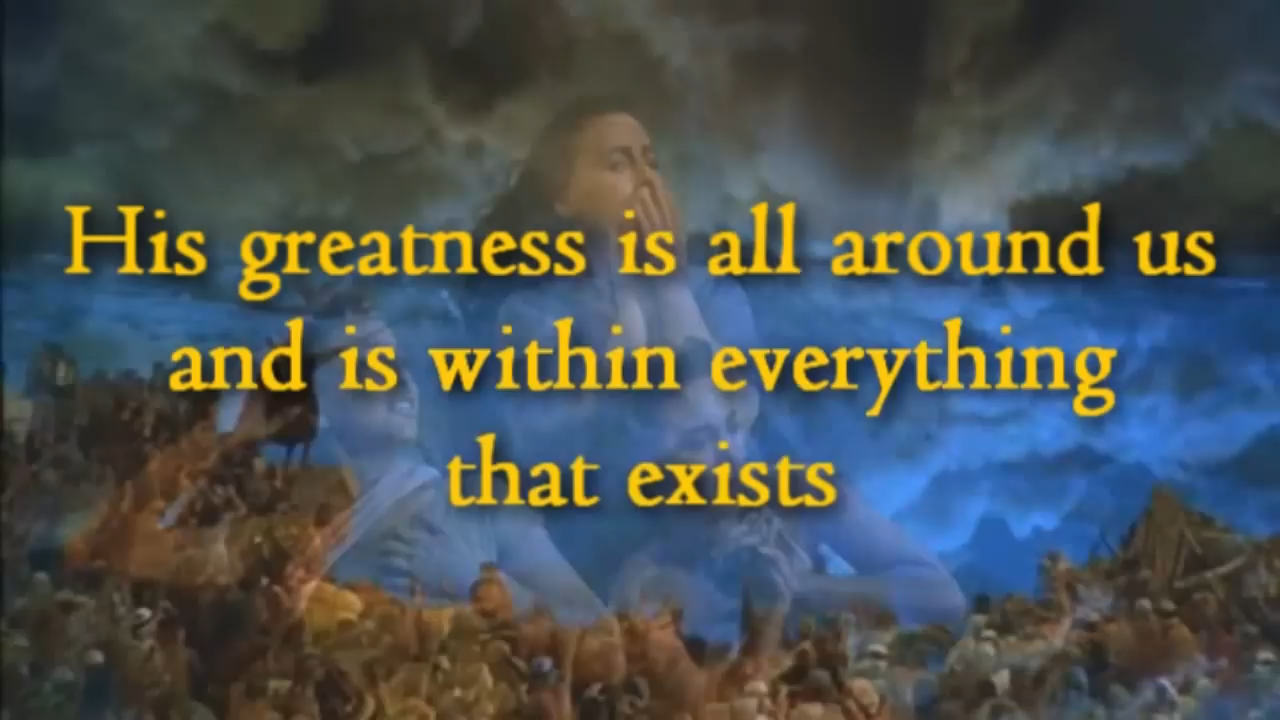 His greatness is all around us
and is within everything
that exists